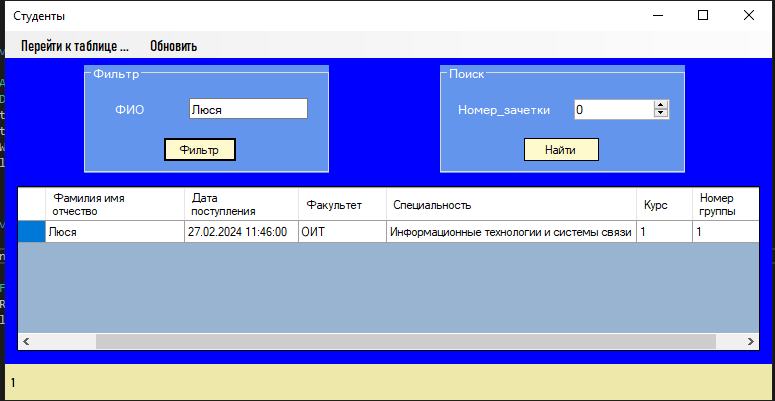 Студенты
Перейти к таблице ...
Обновить
Фильтр
ФИО
Люся
Фильтр
Поиск
Номер_зачетки
0
Найти
Фамилия имя
отчество
Дата
поступления
Факультет
Специальность
Курс
Номер
группы
Люся
27.02.2024 11:46:00
ОИТ
Информационные технологии и системы связи
1
1
1